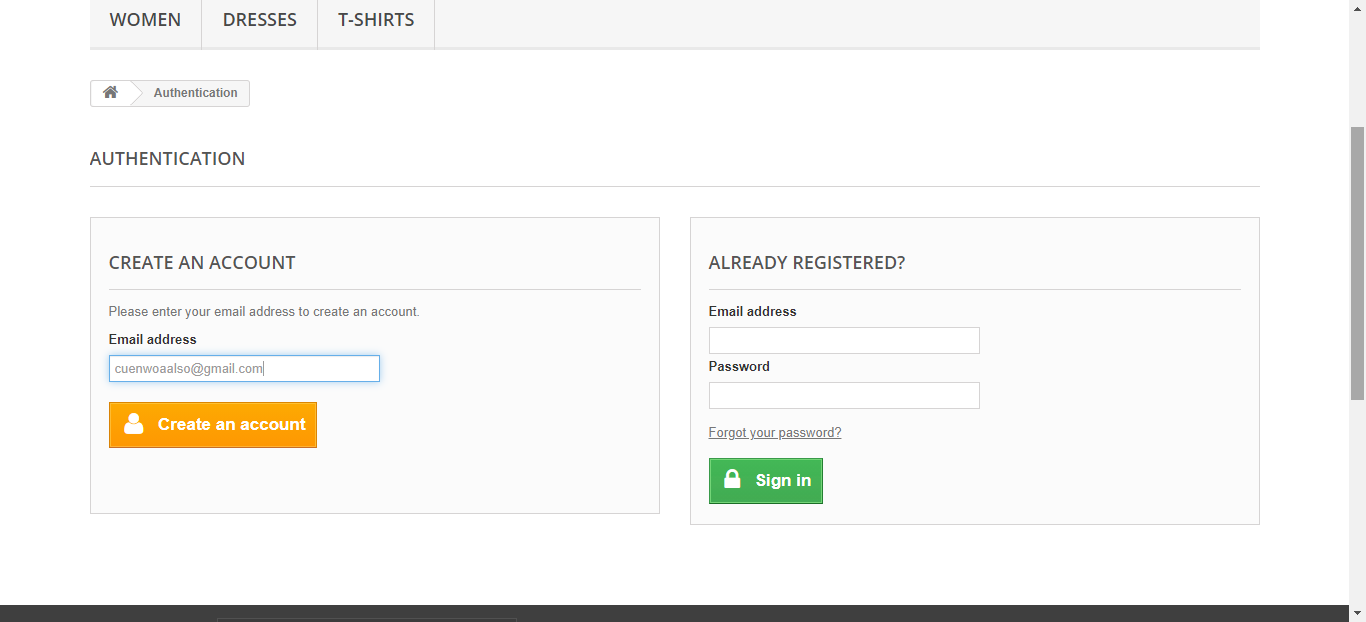 WOMEN DRESSES T-SHIRTS
Authentication
AUTHENTICATION
CREATE AN ACCOUNT
Please enter your email address to create an account.
Email address
cuenwoaalso@gmail.com
Create an account
ALREADY REGISTERED?
Email address
Password
Forgot your password?
Sign in